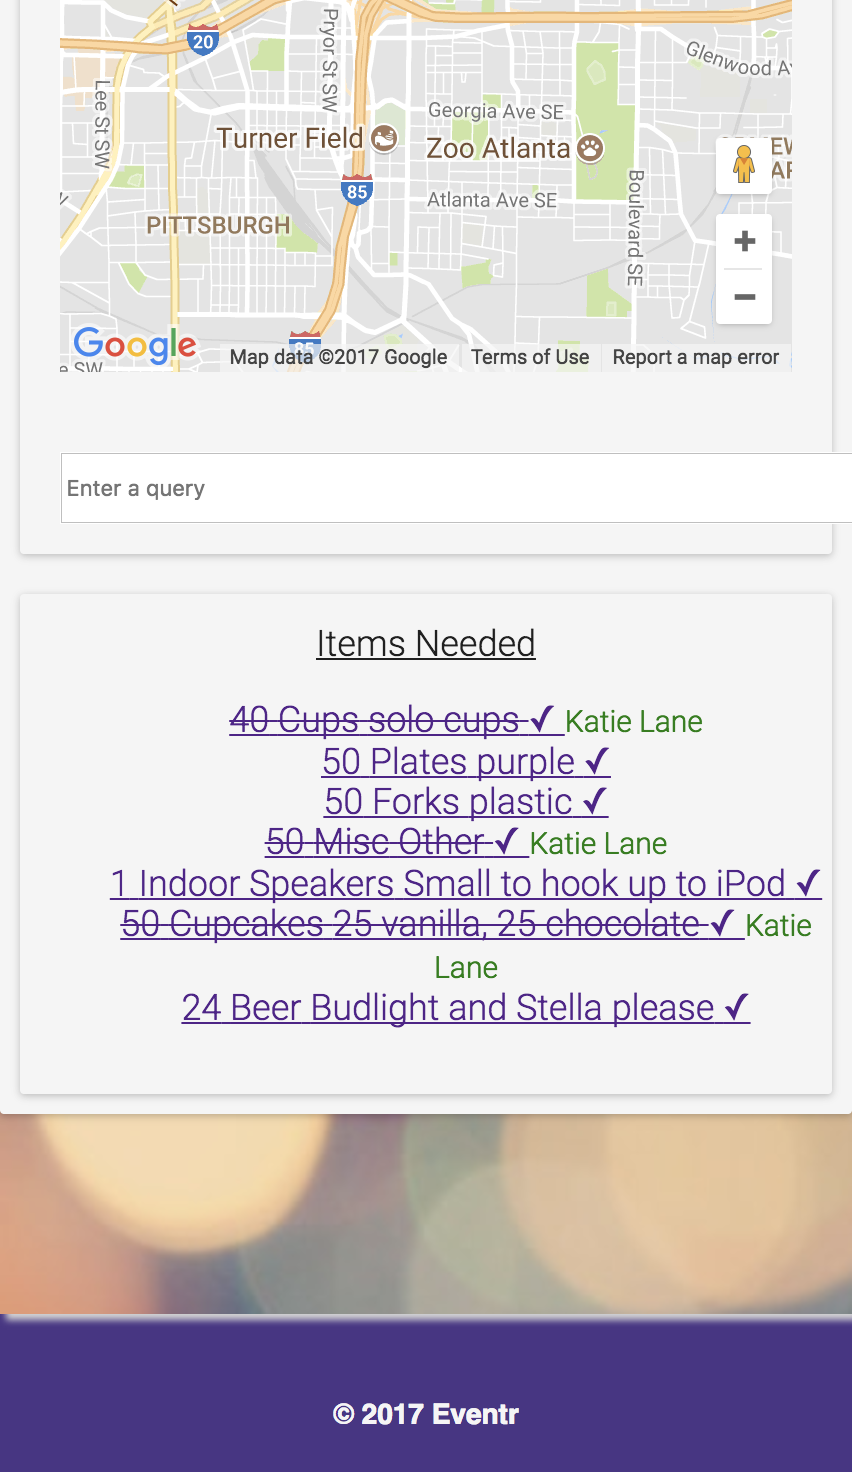 Pryor St SW
20
Glenwood A
Lee St SW
Georgia Ave SE
Turner Field
Zoo Atlanta
85
Atlanta Ave SE
Boulevard SE
PITTSBURGH
85
Google
Map data ©2017 Google
Terms of Use
Report a map error
e SW
Enter a query
Items Needed
40 Cups solo cups ✓ Katie Lane
50 Plates purple ✓
50 Forks plastic ✓
50 Misc Other ✓ Katie Lane
1 Indoor Speakers Small to hook up to iPod ✓
50 Cupcakes 25 vanilla, 25 chocolate ✓ Katie
Lane
24 Beer Budlight and Stella please ✓
© 2017 Eventr